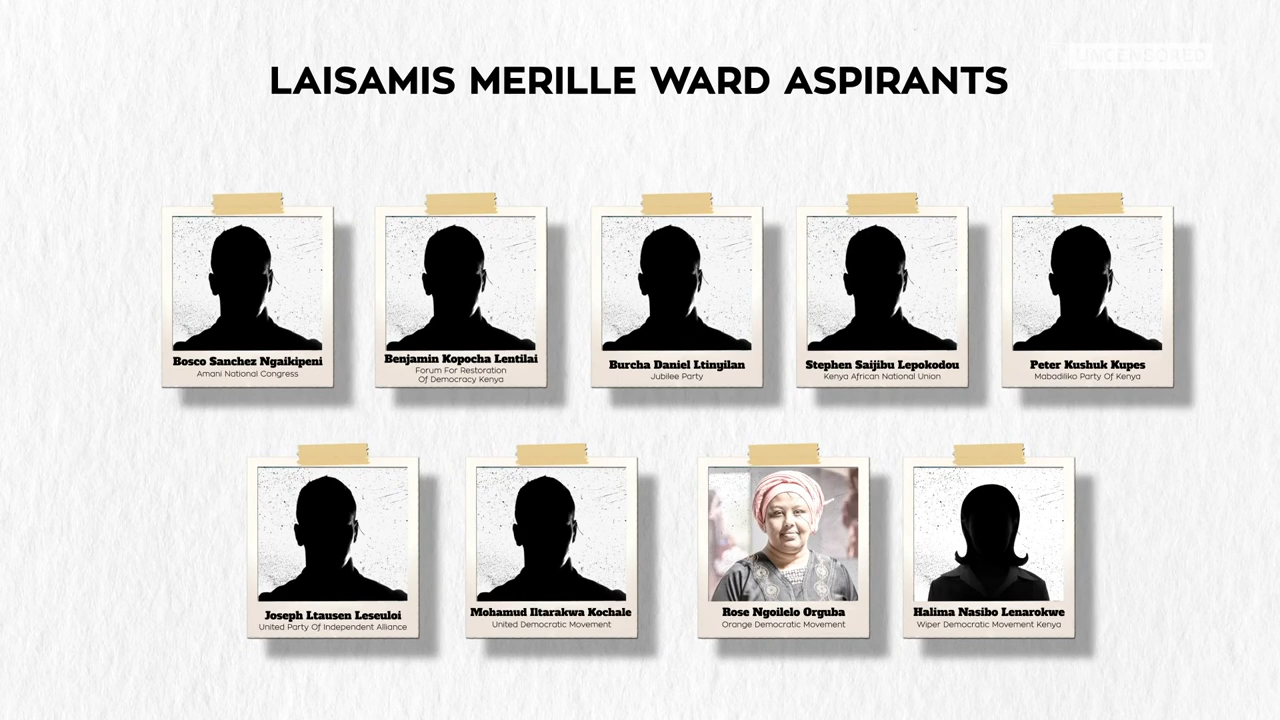 UNCENSORED
LAISAMIS MERILLE WARD ASPIRANTS
Bosco Sanchez Ngaikipeni
Amani National Congress
Benjamin Kopocha Lentilai
Forum For Restoration
Of Democracy Kenya
Burcha Daniel Ltinyilan
Jubilee Party
Stephen Saijibu Lepokodou
Kenya African National Union
Peter Kushuk Kupes
Mabadiliko Party Of Kenya
Joseph Ltausen Leseuloi
United Party Of Independent Alliance
Mohamud Iltarakwa Kochale
United Democratic Movement
Rose Ngoilelo Orguba
Orange Democratic Movement
Halima Nasibo Lenarokwe
Wiper Democratic Movement Kenya